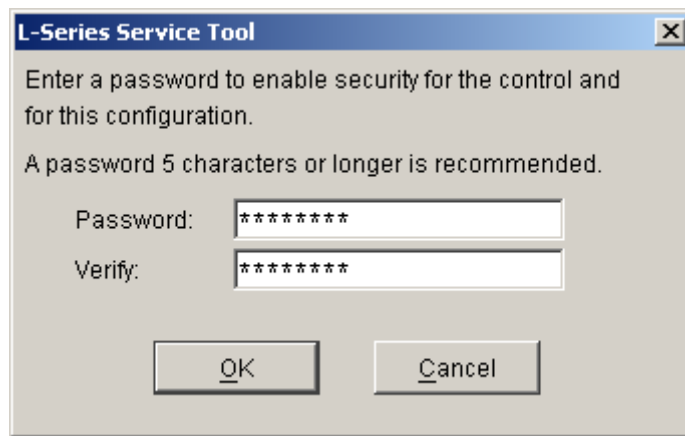 L-Series Service Tool
Enter a password to enable security for the control and
for this configuration.
A password 5 characters or longer is recommended.
Password: ********
Verify: ********
OK Cancel